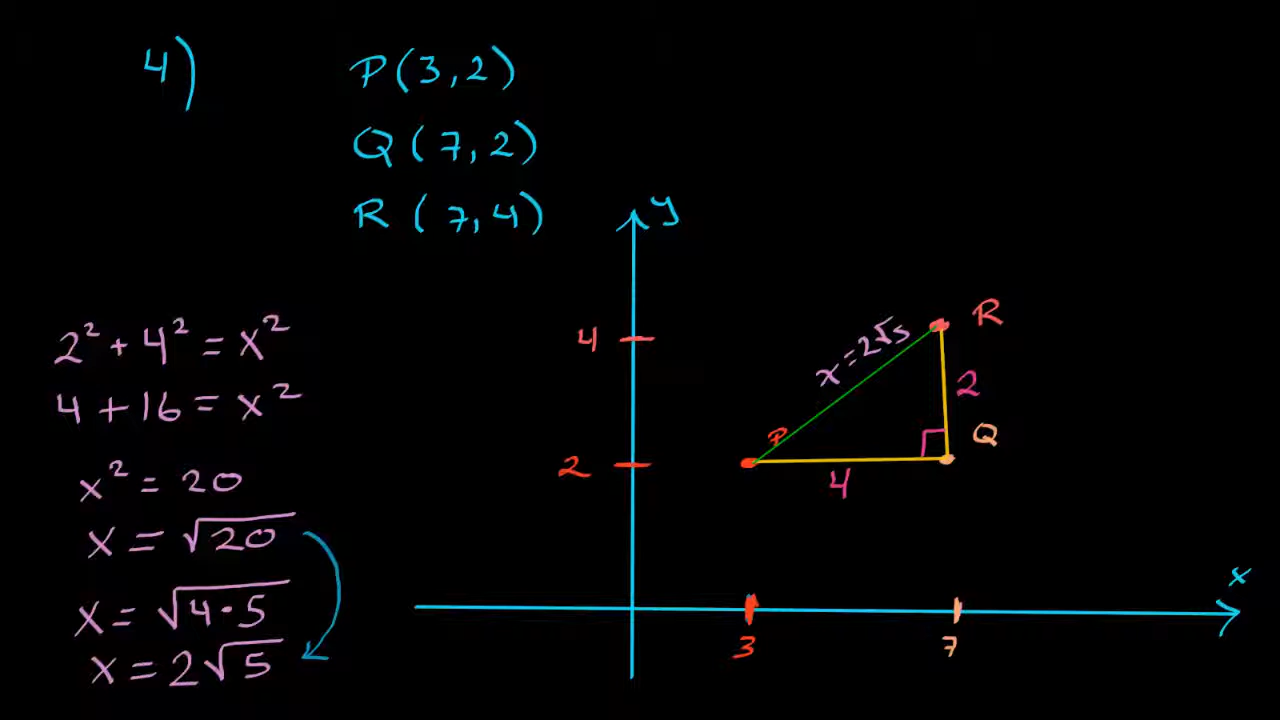 4)
P(3,2)
Q(7,2)
R(7,4)
2² + 4² = x²
4 + 16 = x²
x² = 20
x = √20
x = √4·5
x = 2√5
y
4
2
x = 2√5
R
2
P
Q
4
x
3
7